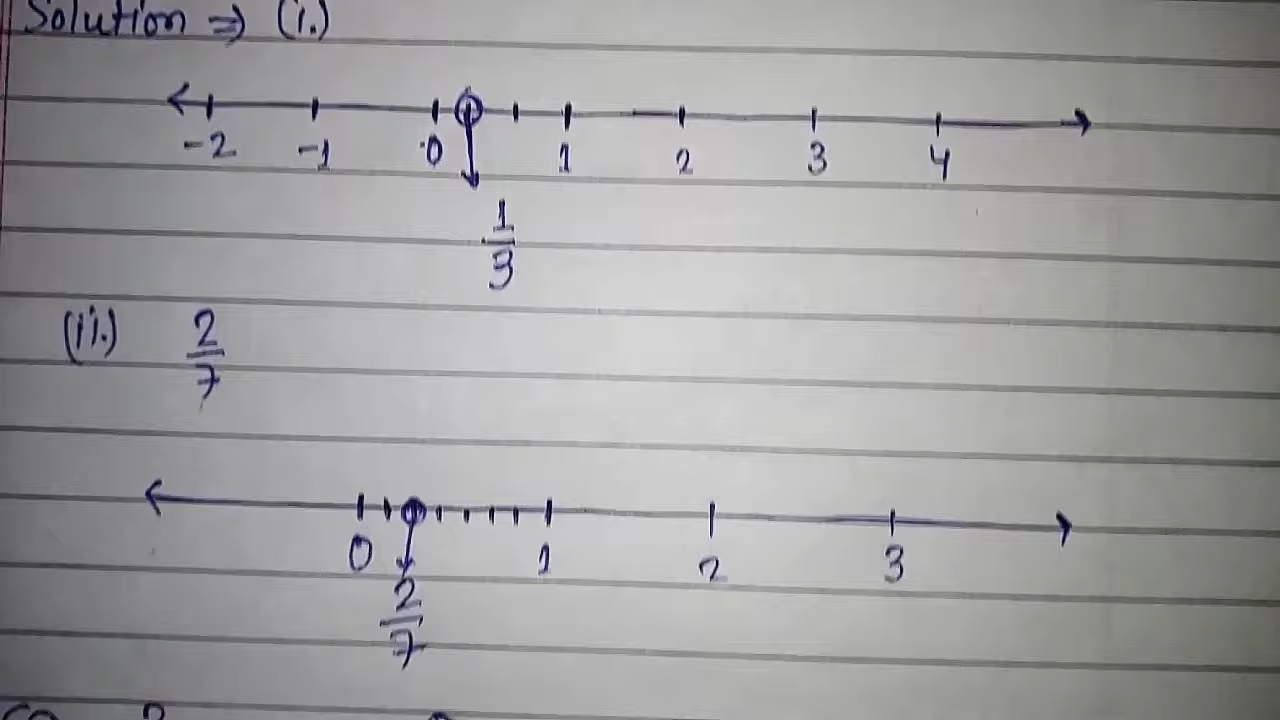 Solution ⇒ (i.)
-2 -1 0 1 2 3 4
1/3
(ii.) 2/7
0 1 2 3
2/7